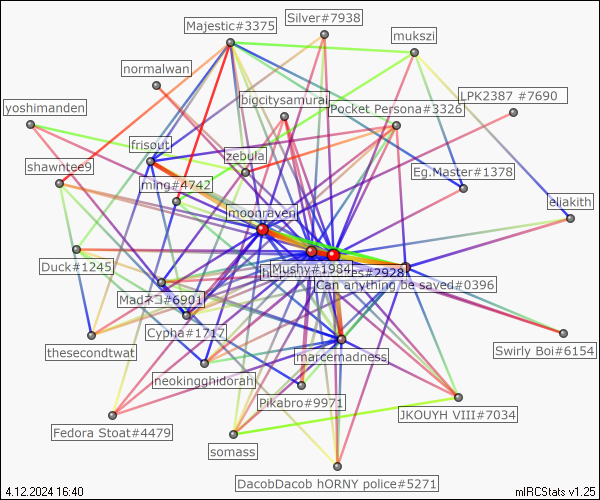 Silver#7938
Majestic#3375
mukszi
normalwan
bigcitysamurai
LPK2387 #7690
yoshimanden
Pocket Persona#3326
frisout
zebula
shawntee9
Eg.Master#1378
ming#4742
eljakith
moonraven
Duck#1245
Mushy#1984
es#2928
Can anything be saved#0396
Madネコ#6901
Cypha#1717
thesecondtwat
marcemadness
Swirly Boi#6154
neokingghidorah
Pikabro#9971
JKOUYH VIII#7034
Fedora Stoat#4479
somass
DacobDacob hORNY police#5271
4.12.2024 16:40
mIRCStats v1.25